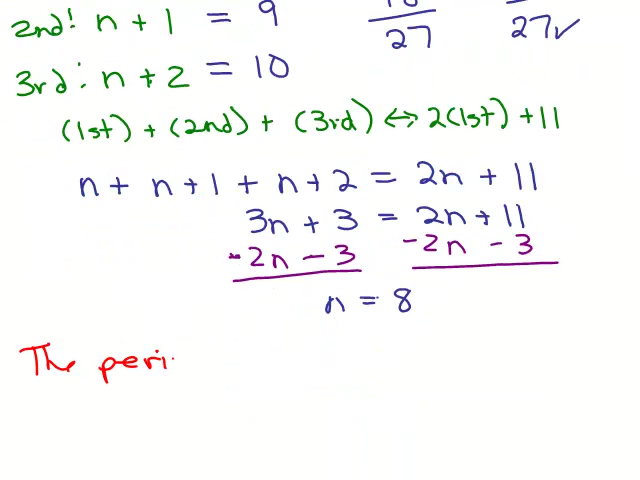 2nd: n + 1 = 9
27
27✓
3rd: n + 2 = 10
(1st) + (2nd) + (3rd) ↔ 2(1st) + 11
n + n + 1 + n + 2 = 2n + 11
3n + 3 = 2n + 11
-2n - 3 -2n - 3
n = 8
The peri